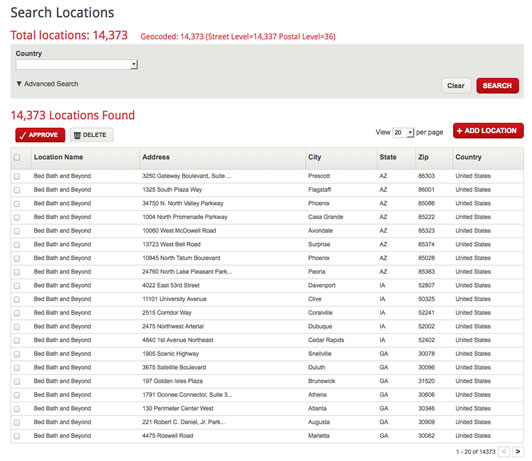 Search Locations
Total locations: 14,373 Geocoded: 14,373 (Street Level=14,337 Postal Level=36)
Country
▼ Advanced Search
Clear SEARCH
14,373 Locations Found
APPROVE DELETE View 20 per page + ADD LOCATION
Location Name Address City State Zip Country
Bed Bath and Beyond 3250 Gateway Boulevard, Suite ... Prescott AZ 86303 United States
Bed Bath and Beyond 1325 South Plaza Way Flagstaff AZ 86001 United States
Bed Bath and Beyond 34750 N. North Valley Parkway Phoenix AZ 85086 United States
Bed Bath and Beyond 1004 North Promenade Parkway Casa Grande AZ 85222 United States
Bed Bath and Beyond 10060 West McDowell Road Avondale AZ 85323 United States
Bed Bath and Beyond 13723 West Bell Road Surprise AZ 85374 United States
Bed Bath and Beyond 10845 North Tatum Boulevard Phoenix AZ 85028 United States
Bed Bath and Beyond 24760 North Lake Pleasant Park... Peoria AZ 85383 United States
Bed Bath and Beyond 4022 East 53rd Street Davenport IA 52807 United States
Bed Bath and Beyond 11101 University Avenue Clive IA 50325 United States
Bed Bath and Beyond 2515 Corridor Way Coralville IA 52241 United States
Bed Bath and Beyond 2475 Northwest Arterial Dubuque IA 52002 United States
Bed Bath and Beyond 4840 1st Avenue Northeast Cedar Rapids IA 52402 United States
Bed Bath and Beyond 1905 Scenic Highway Snellville GA 30078 United States
Bed Bath and Beyond 3675 Satellite Boulevard Duluth GA 30096 United States
Bed Bath and Beyond 197 Golden Isles Plaza Brunswick GA 31520 United States
Bed Bath and Beyond 1791 Oconee Connector, Suite 3... Athens GA 30606 United States
Bed Bath and Beyond 130 Perimeter Center West Atlanta GA 30346 United States
Bed Bath and Beyond 221 Robert C. Daniel, Jr. Park... Augusta GA 30909 United States
Bed Bath and Beyond 4475 Roswell Road Marietta GA 30062 United States
1 - 20 of 14373 < >